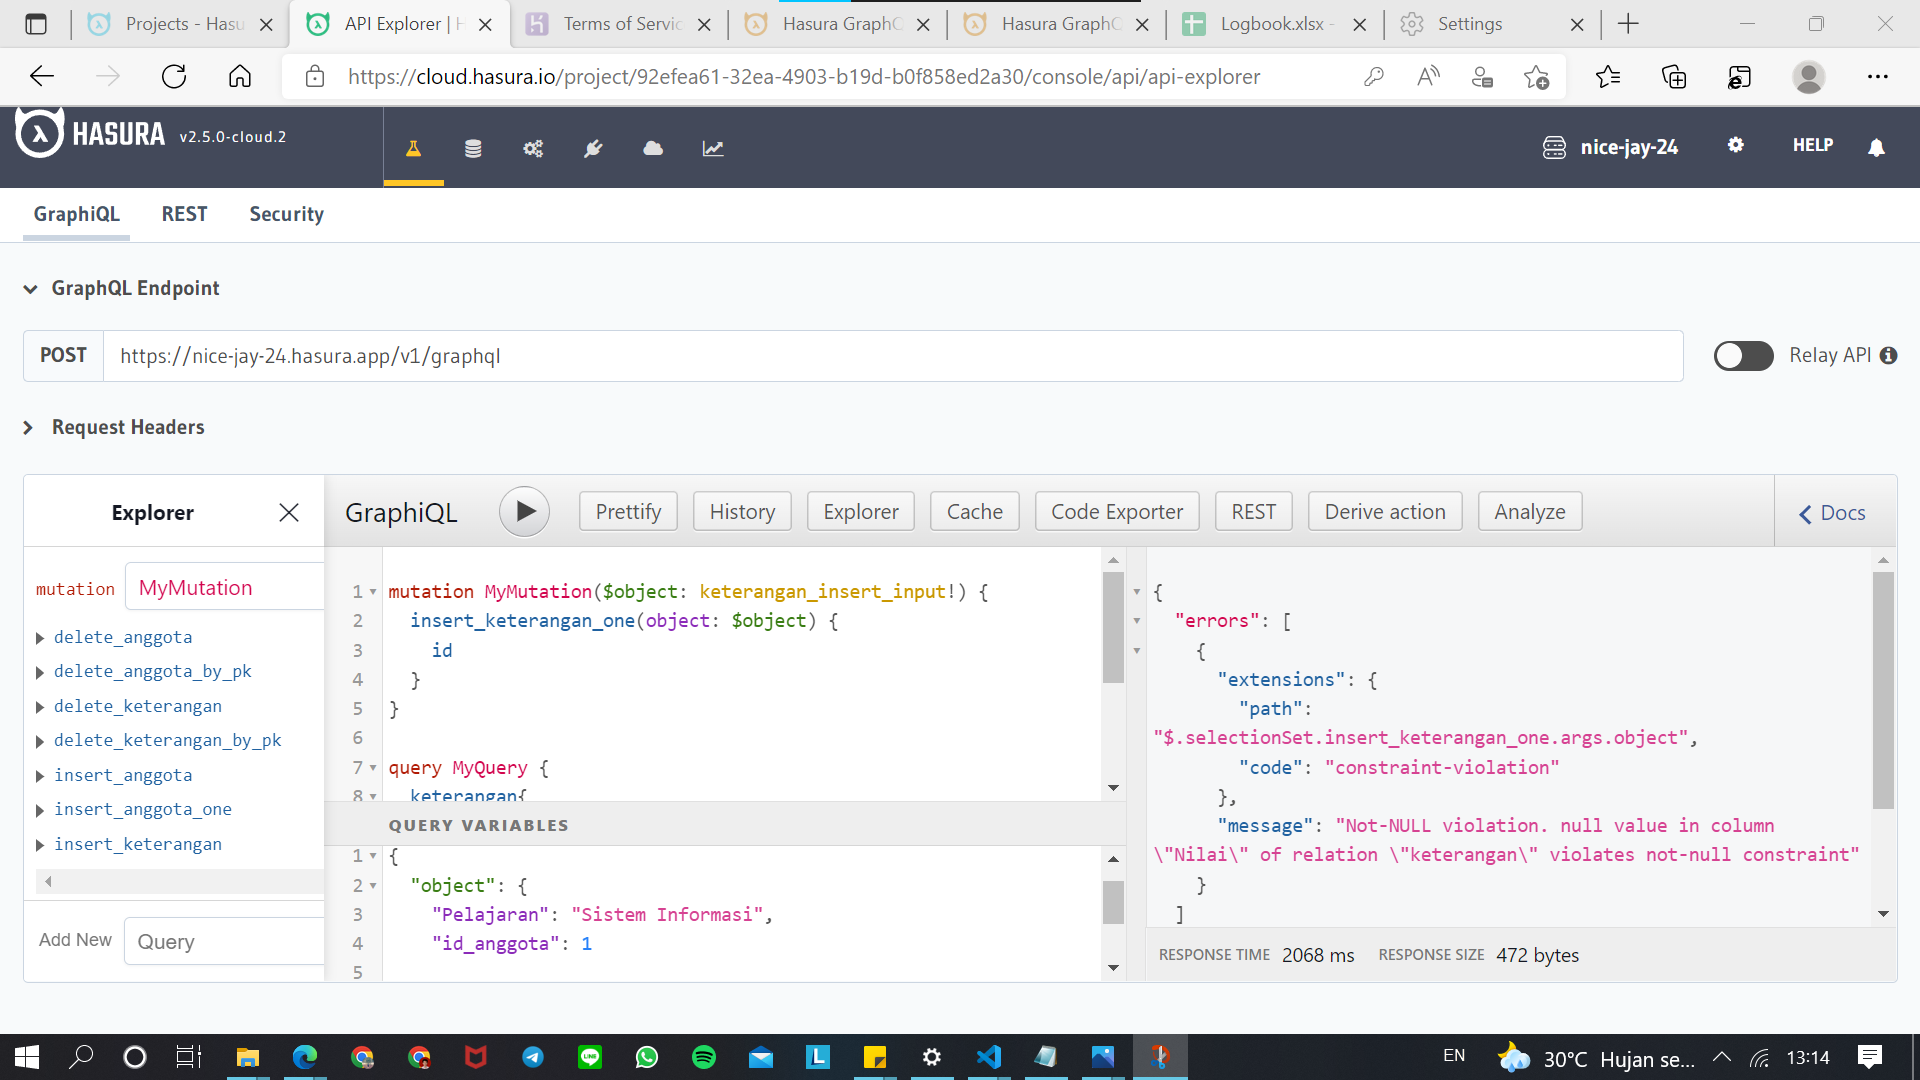 Projects - Hasu
API Explorer | H
Terms of Servic
Hasura GraphQ
Hasura GraphQ
Logbook.xlsx -
Settings
https://cloud.hasura.io/project/92efea61-32ea-4903-b19d-b0f858ed2a30/console/api/api-explorer
HASURA v2.5.0-cloud.2
nice-jay-24
HELP
GraphiQL REST Security
GraphQL Endpoint
POST https://nice-jay-24.hasura.app/v1/graphql
Relay API
Request Headers
Explorer
mutation MyMutation
delete_anggota
delete_anggota_by_pk
delete_keterangan
delete_keterangan_by_pk
insert_anggota
insert_anggota_one
insert_keterangan
Add New Query
GraphiQL Prettify History Explorer Cache Code Exporter REST Derive action Analyze Docs
1 mutation MyMutation($object: keterangan_insert_input!) {
2 insert_keterangan_one(object: $object) {
3 id
4 }
5 }
6
7 query MyQuery {
8 keterangan{
QUERY VARIABLES
1 {
2 "object": {
3 "Pelajaran": "Sistem Informasi",
4 "id_anggota": 1
5
{
"errors": [
{
"extensions": {
"path":
"$.selectionSet.insert_keterangan_one.args.object",
"code": "constraint-violation"
},
"message": "Not-NULL violation. null value in column
\"Nilai\" of relation \"keterangan\" violates not-null constraint"
}
]
RESPONSE TIME 2068 ms RESPONSE SIZE 472 bytes
EN 30°C Hujan se... 13:14